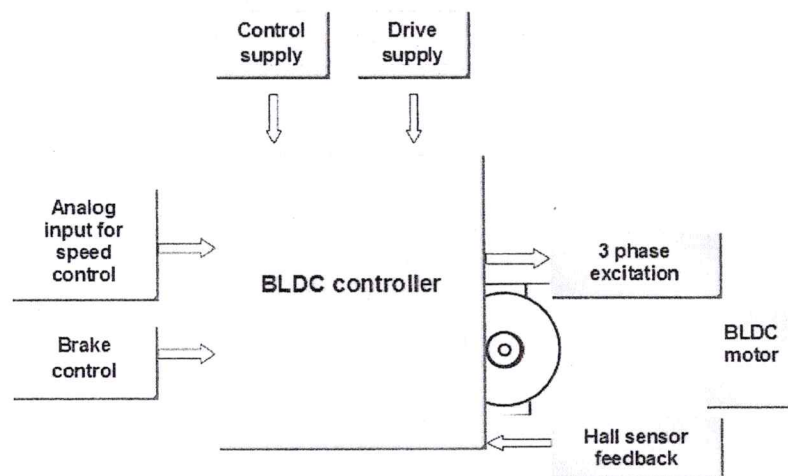 Control
supply
Drive
supply
Analog
input for
speed
control
BLDC controller
3 phase
excitation
Brake
control
BLDC
motor
Hall sensor
feedback